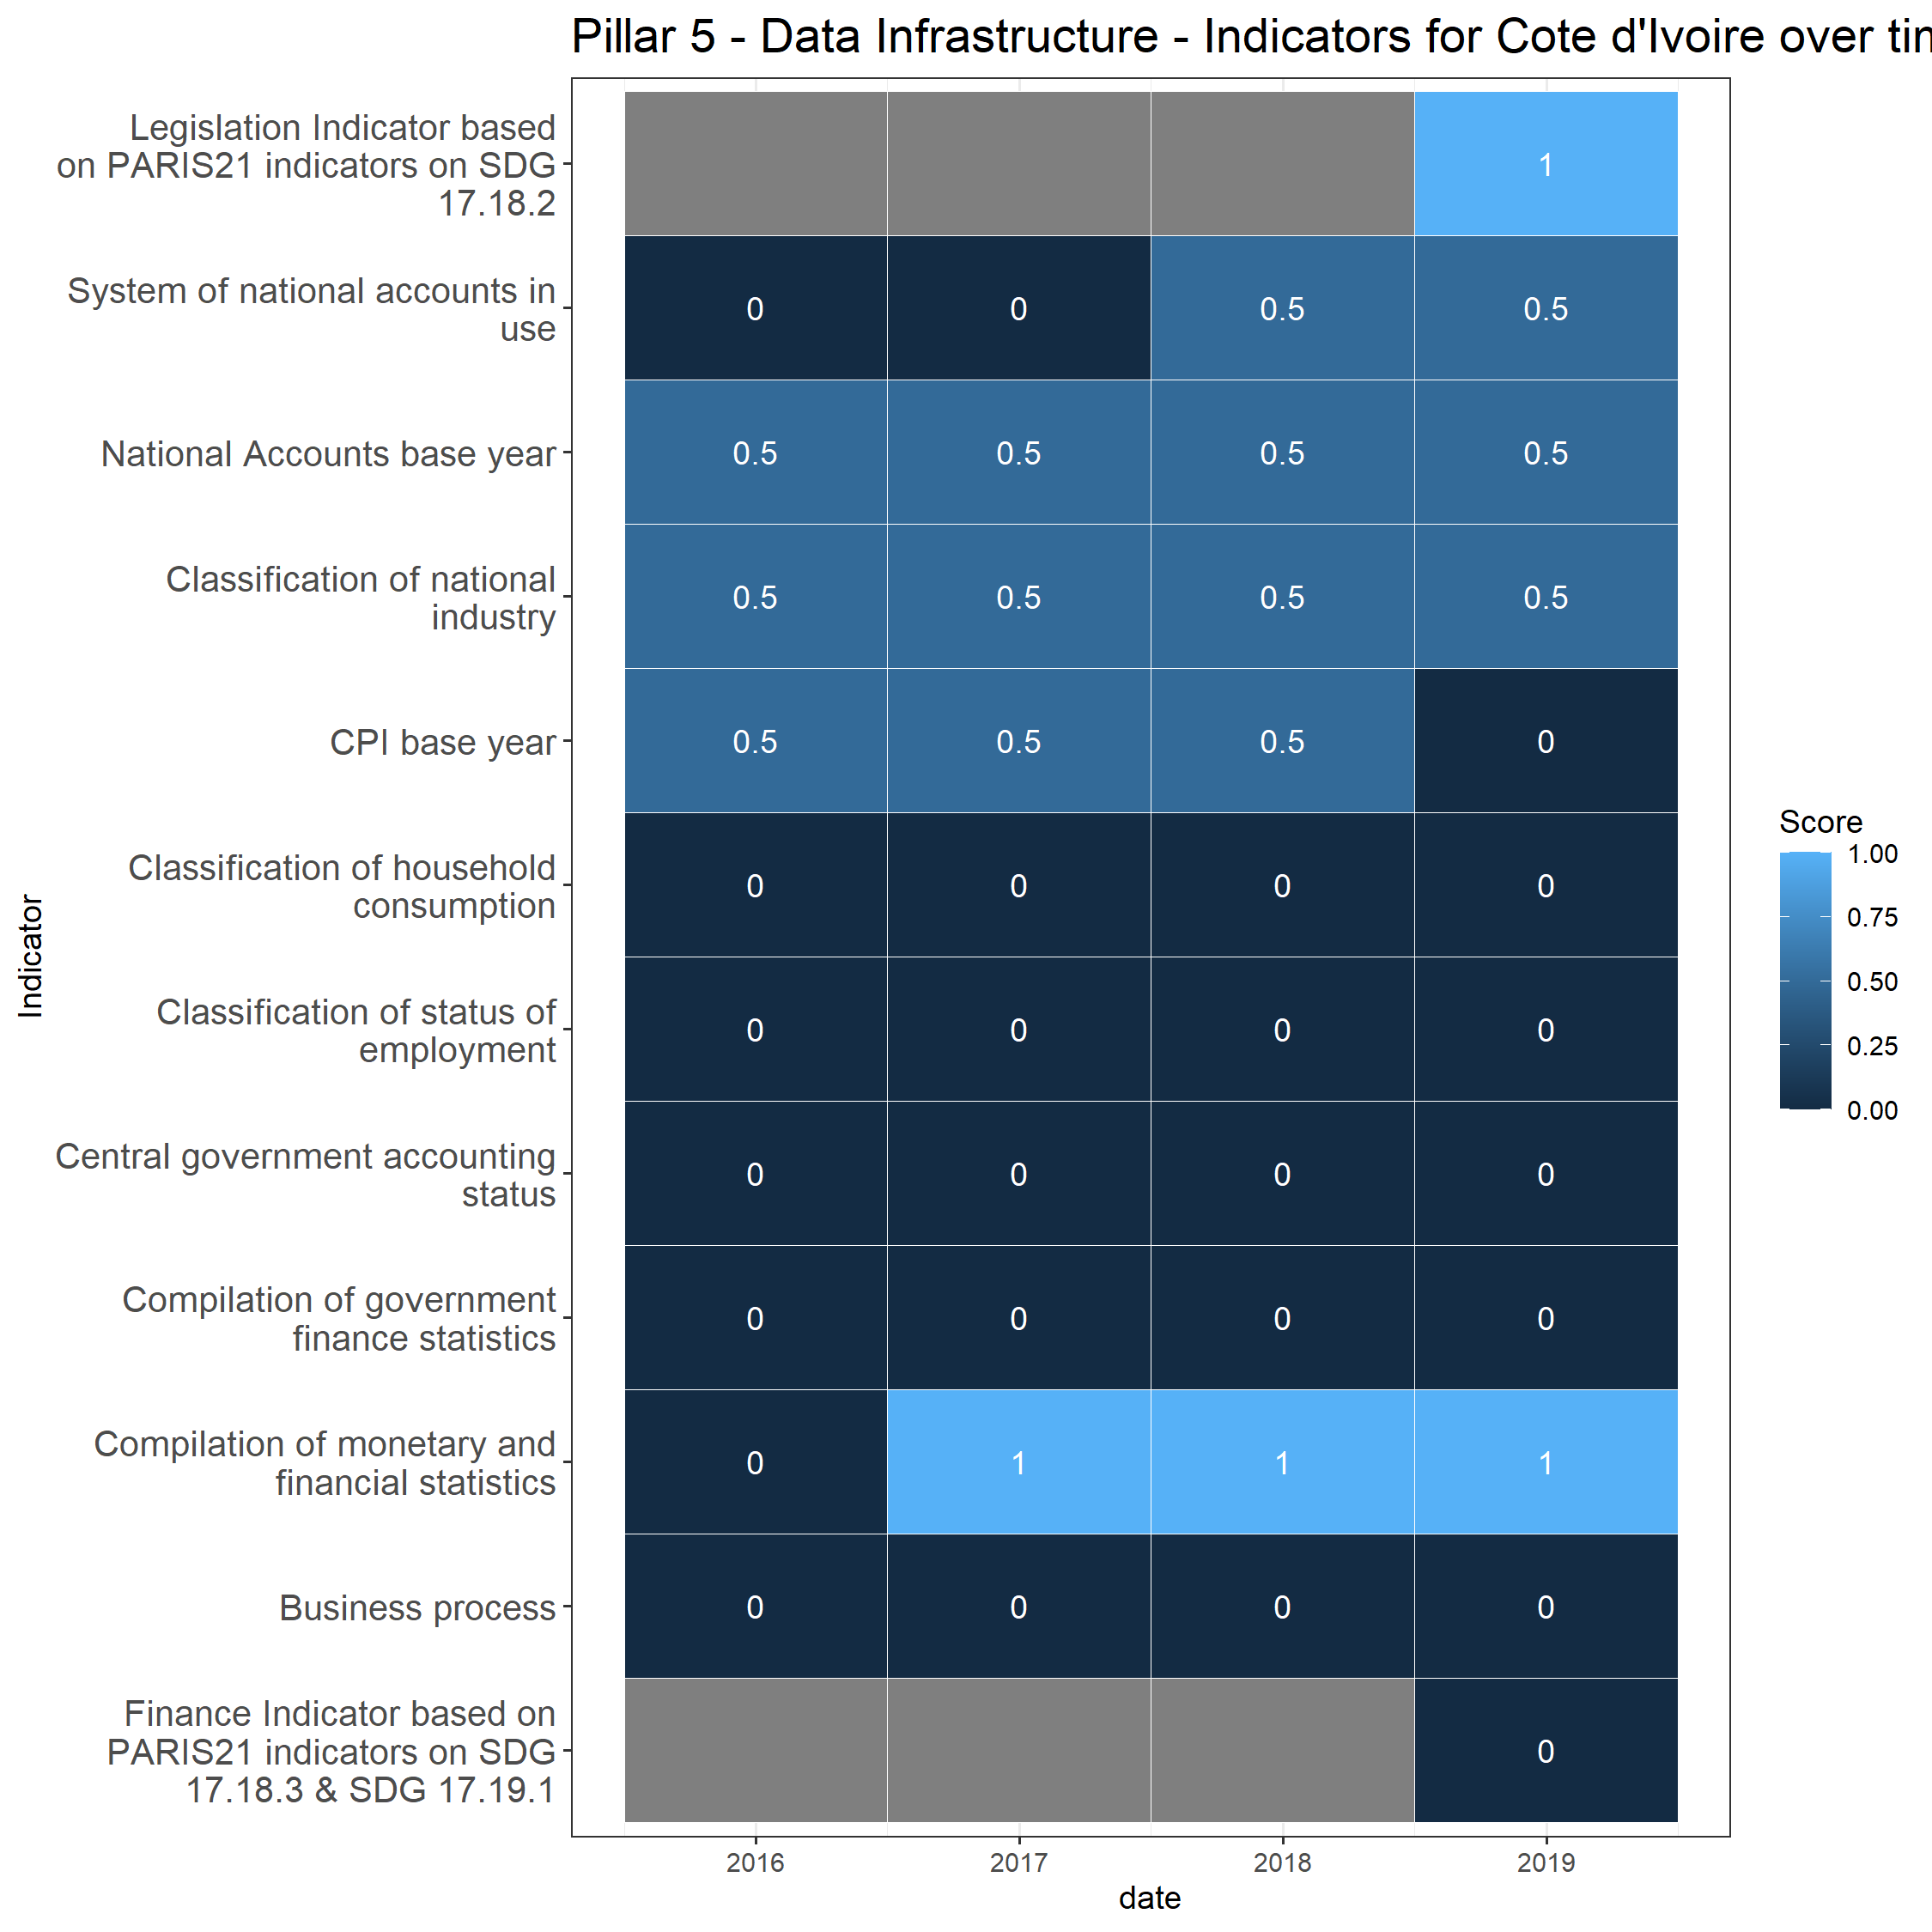 Pillar 5 - Data Infrastructure - Indicators for Cote d'Ivoire over
Legislation Indicator based
on PARIS21 indicators on SDG
17.18.2
1
System of national accounts in
use
0 0 0.5 0.5
National Accounts base year
0.5 0.5 0.5 0.5
Classification of national
industry
0.5 0.5 0.5 0.5
CPI base year
0.5 0.5 0.5 0
Classification of household
consumption
0 0 0 0
Classification of status of
employment
0 0 0 0
Central government accounting
status
0 0 0 0
Compilation of government
finance statistics
0 0 0 0
Compilation of monetary and
financial statistics
0 1 1 1
Business process
0 0 0 0
Finance Indicator based on
PARIS21 indicators on SDG
17.18.3 & SDG 17.19.1
0
2016 2017 2018 2019
date
Indicator
Score
1.00
0.75
0.50
0.25
0.00